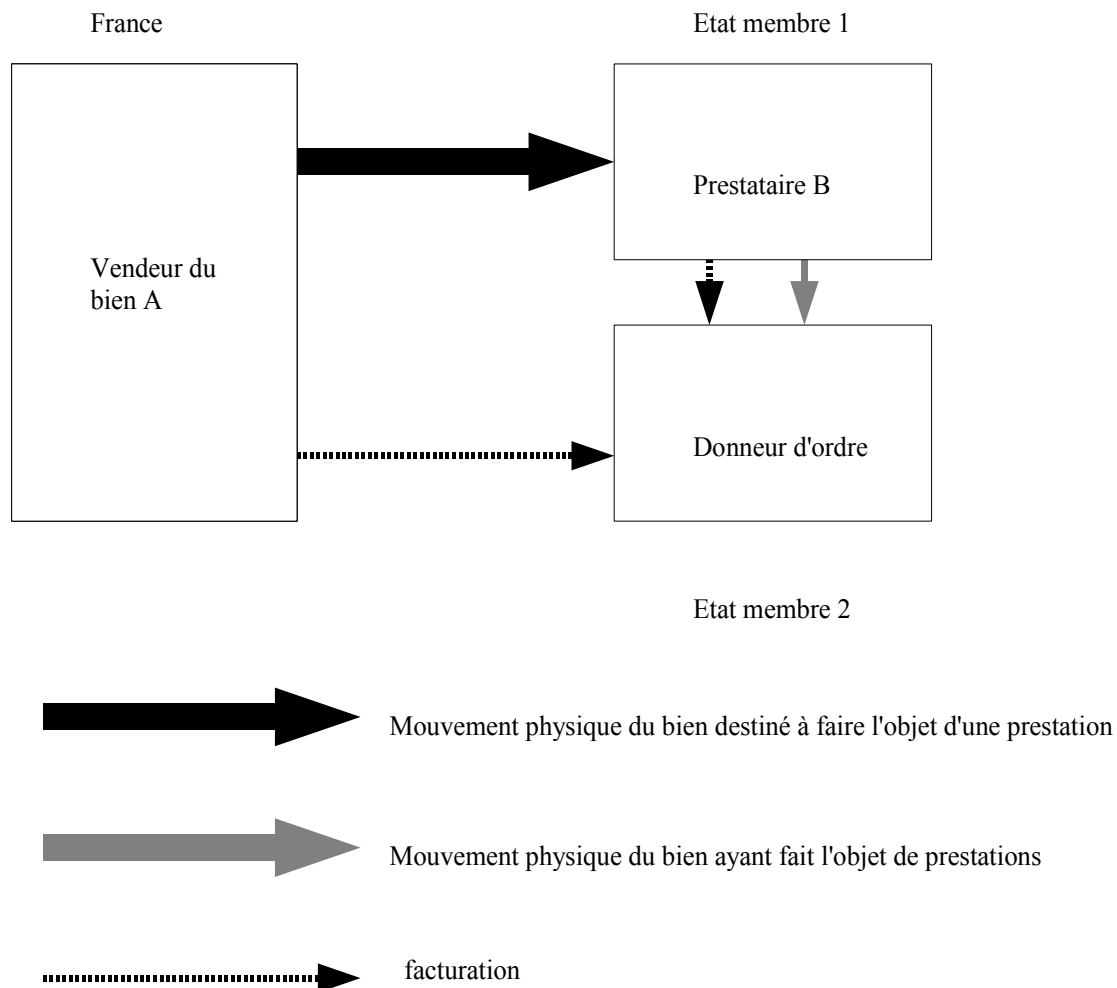 France
Etat membre 1
Prestataire B
Vendeur du
bien A
Donneur d'ordre
Etat membre 2
Mouvement physique du bien destiné à faire l'objet d'une prestation
Mouvement physique du bien ayant fait l'objet de prestations
facturation